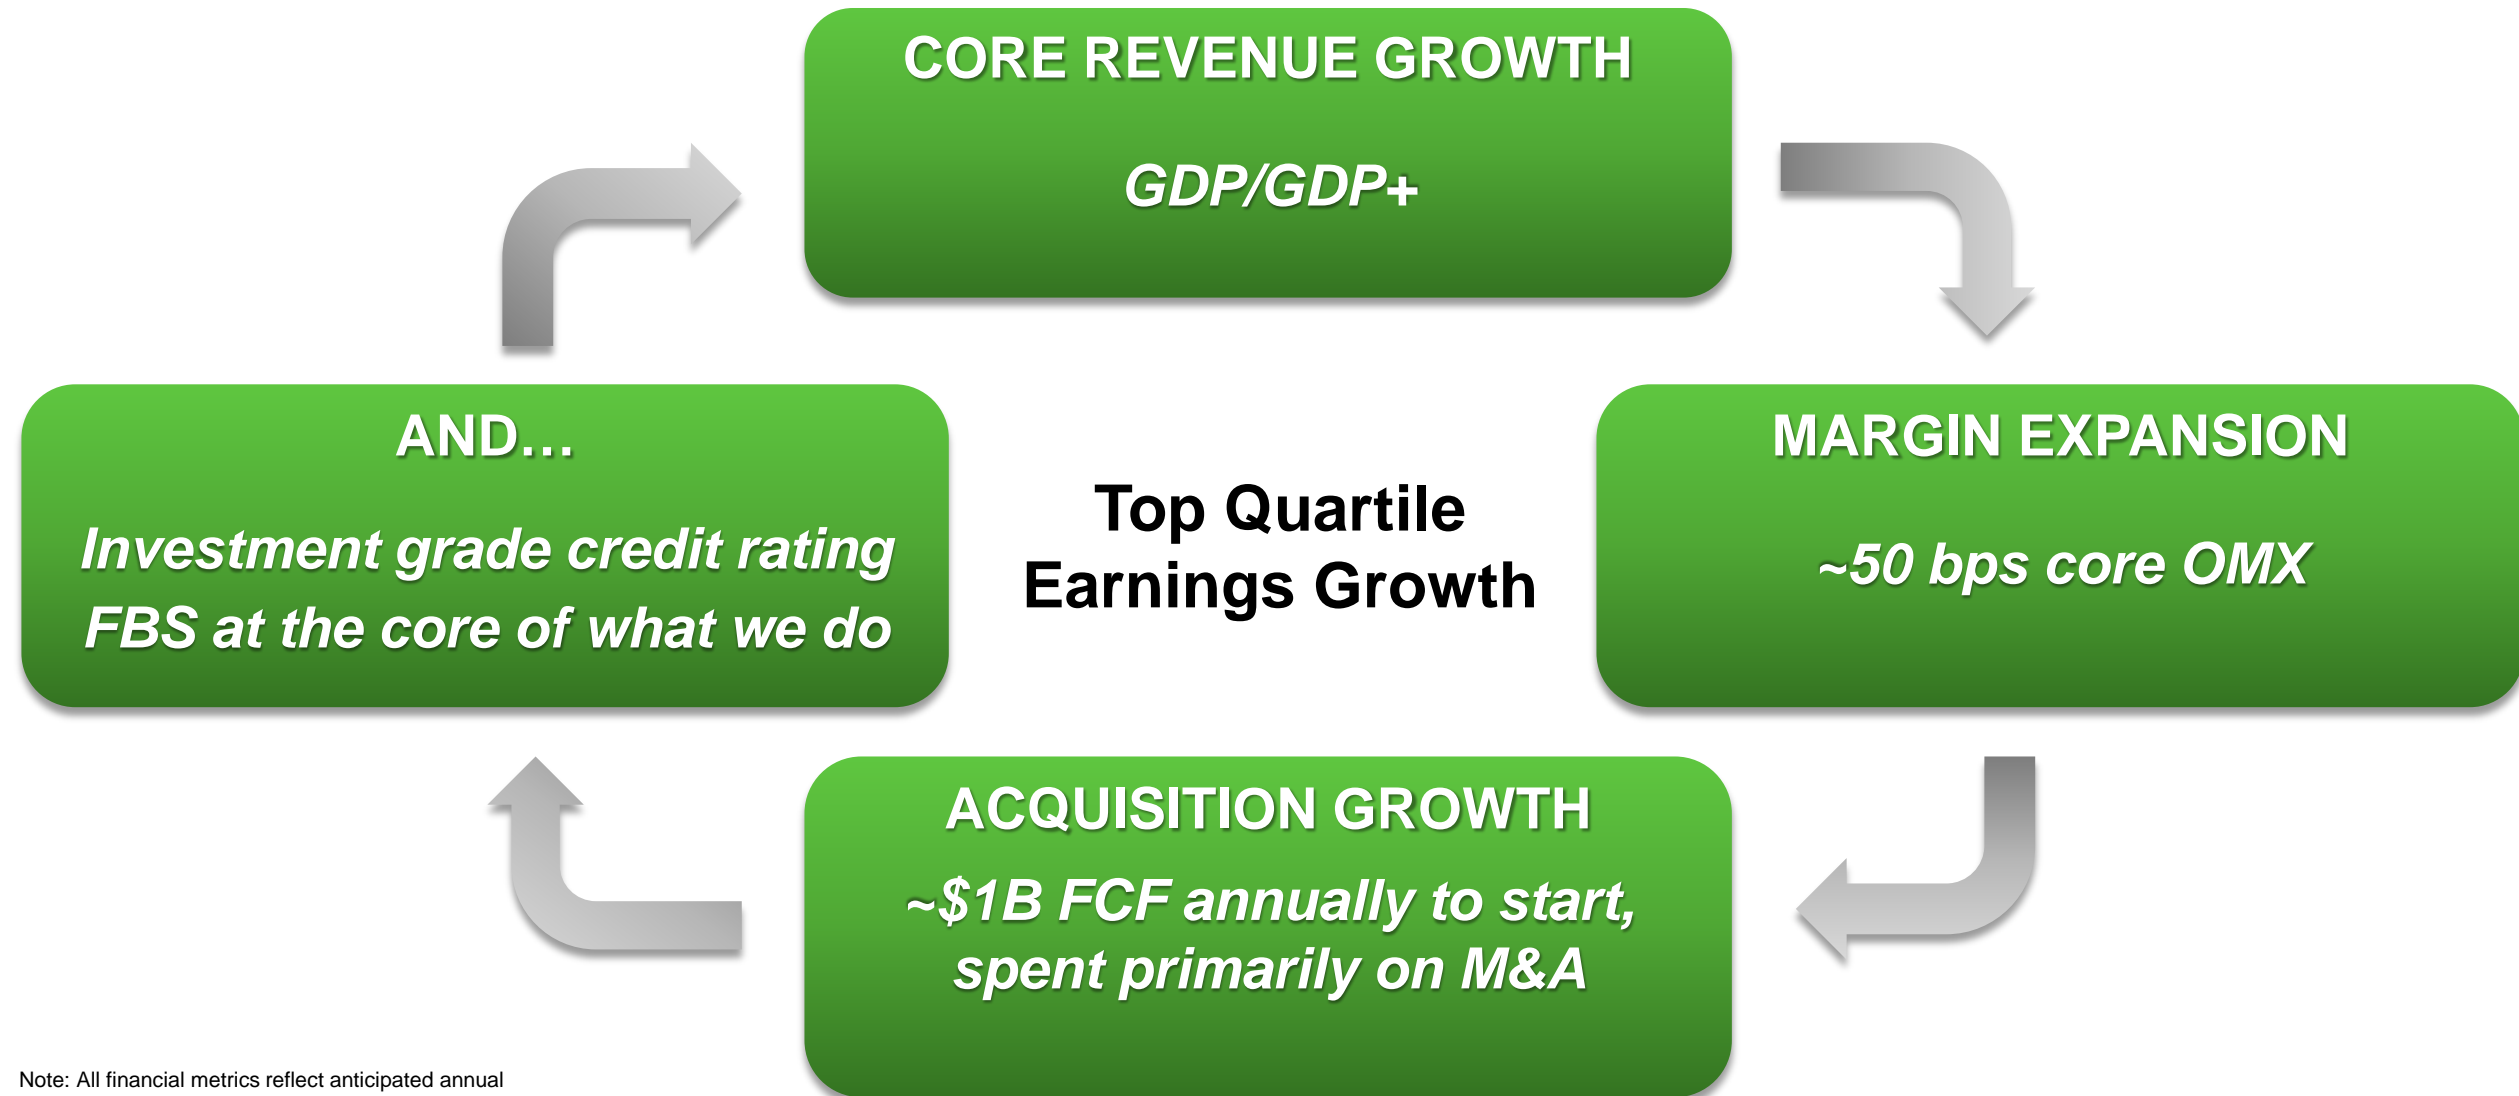 CORE REVENUE GROWTH
GDP/GDP+
AND…
Investment grade credit rating
FBS at the core of what we do
Top Quartile
Earnings Growth
MARGIN EXPANSION
~50 bps core OMX
ACQUISITION GROWTH
~$1B FCF annually to start,
spent primarily on M&A
Note: All financial metrics reflect anticipated annual